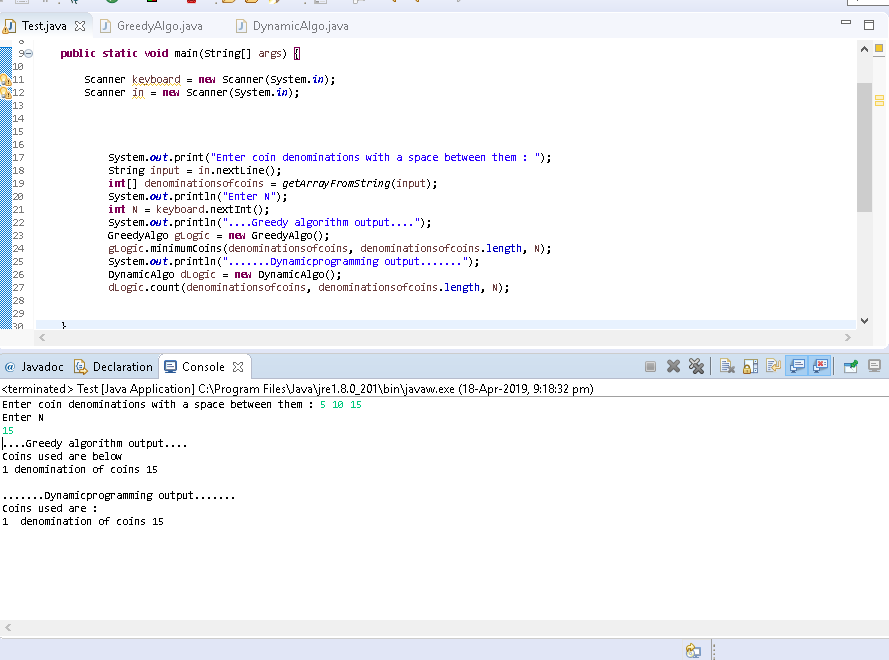 Test.java GreedyAlgo.java DynamicAlgo.java
8
9 public static void main(String[] args) {
10
11 Scanner keyboard = new Scanner(System.in);
12 Scanner in = new Scanner(System.in);
13
14
15
16
17 System.out.print("Enter coin denominations with a space between them : ");
18 String input = in.nextLine();
19 int[] denominationsofcoins = getArrayFromString(input);
20 System.out.println("Enter N");
21 int N = keyboard.nextInt();
22 System.out.println("....Greedy algorithm output....");
23 GreedyAlgo gLogic = new GreedyAlgo();
24 gLogic.minimumCoins(denominationsofcoins, denominationsofcoins.length, N);
25 System.out.println(".......Dynamicprogramming output.......");
26 DynamicAlgo dLogic = new DynamicAlgo();
27 dLogic.count(denominationsofcoins, denominationsofcoins.length, N);
28
29
30 }
@ Javadoc Declaration Console
<terminated> Test [Java Application] C:\Program Files\Java\jre1.8.0_201\bin\javaw.exe (18-Apr-2019, 9:18:32 pm)
Enter coin denominations with a space between them : 5 10 15
Enter N
15
....Greedy algorithm output....
Coins used are below
1 denomination of coins 15
.......Dynamicprogramming output.......
Coins used are :
1  denomination of coins 15